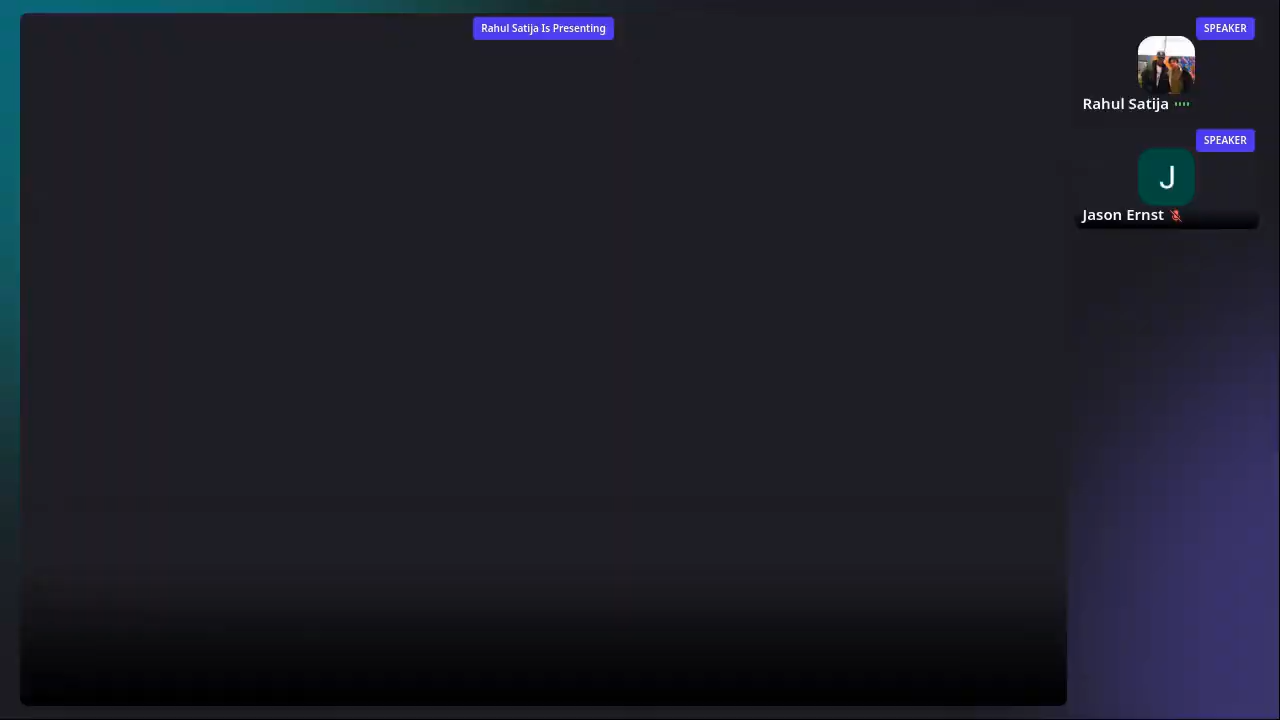 Rahul Satija Is Presenting
SPEAKER
Rahul Satija
SPEAKER
J
Jason Ernst